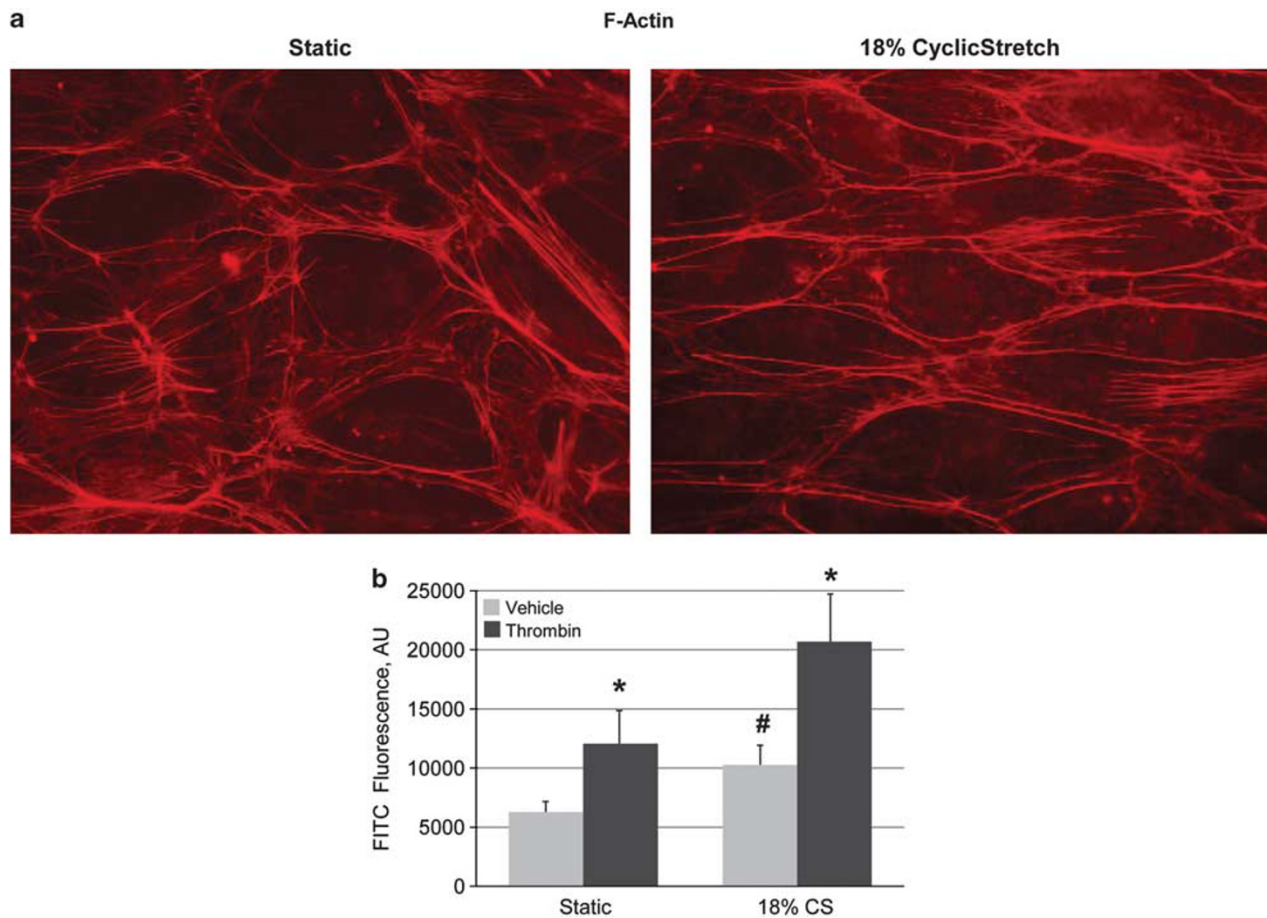 a
F-Actin
Static
18% CyclicStretch
b
FITC Fluorescence, AU
25000
20000
15000
10000
5000
0
Vehicle
Thrombin
*
#
*
Static
18% CS